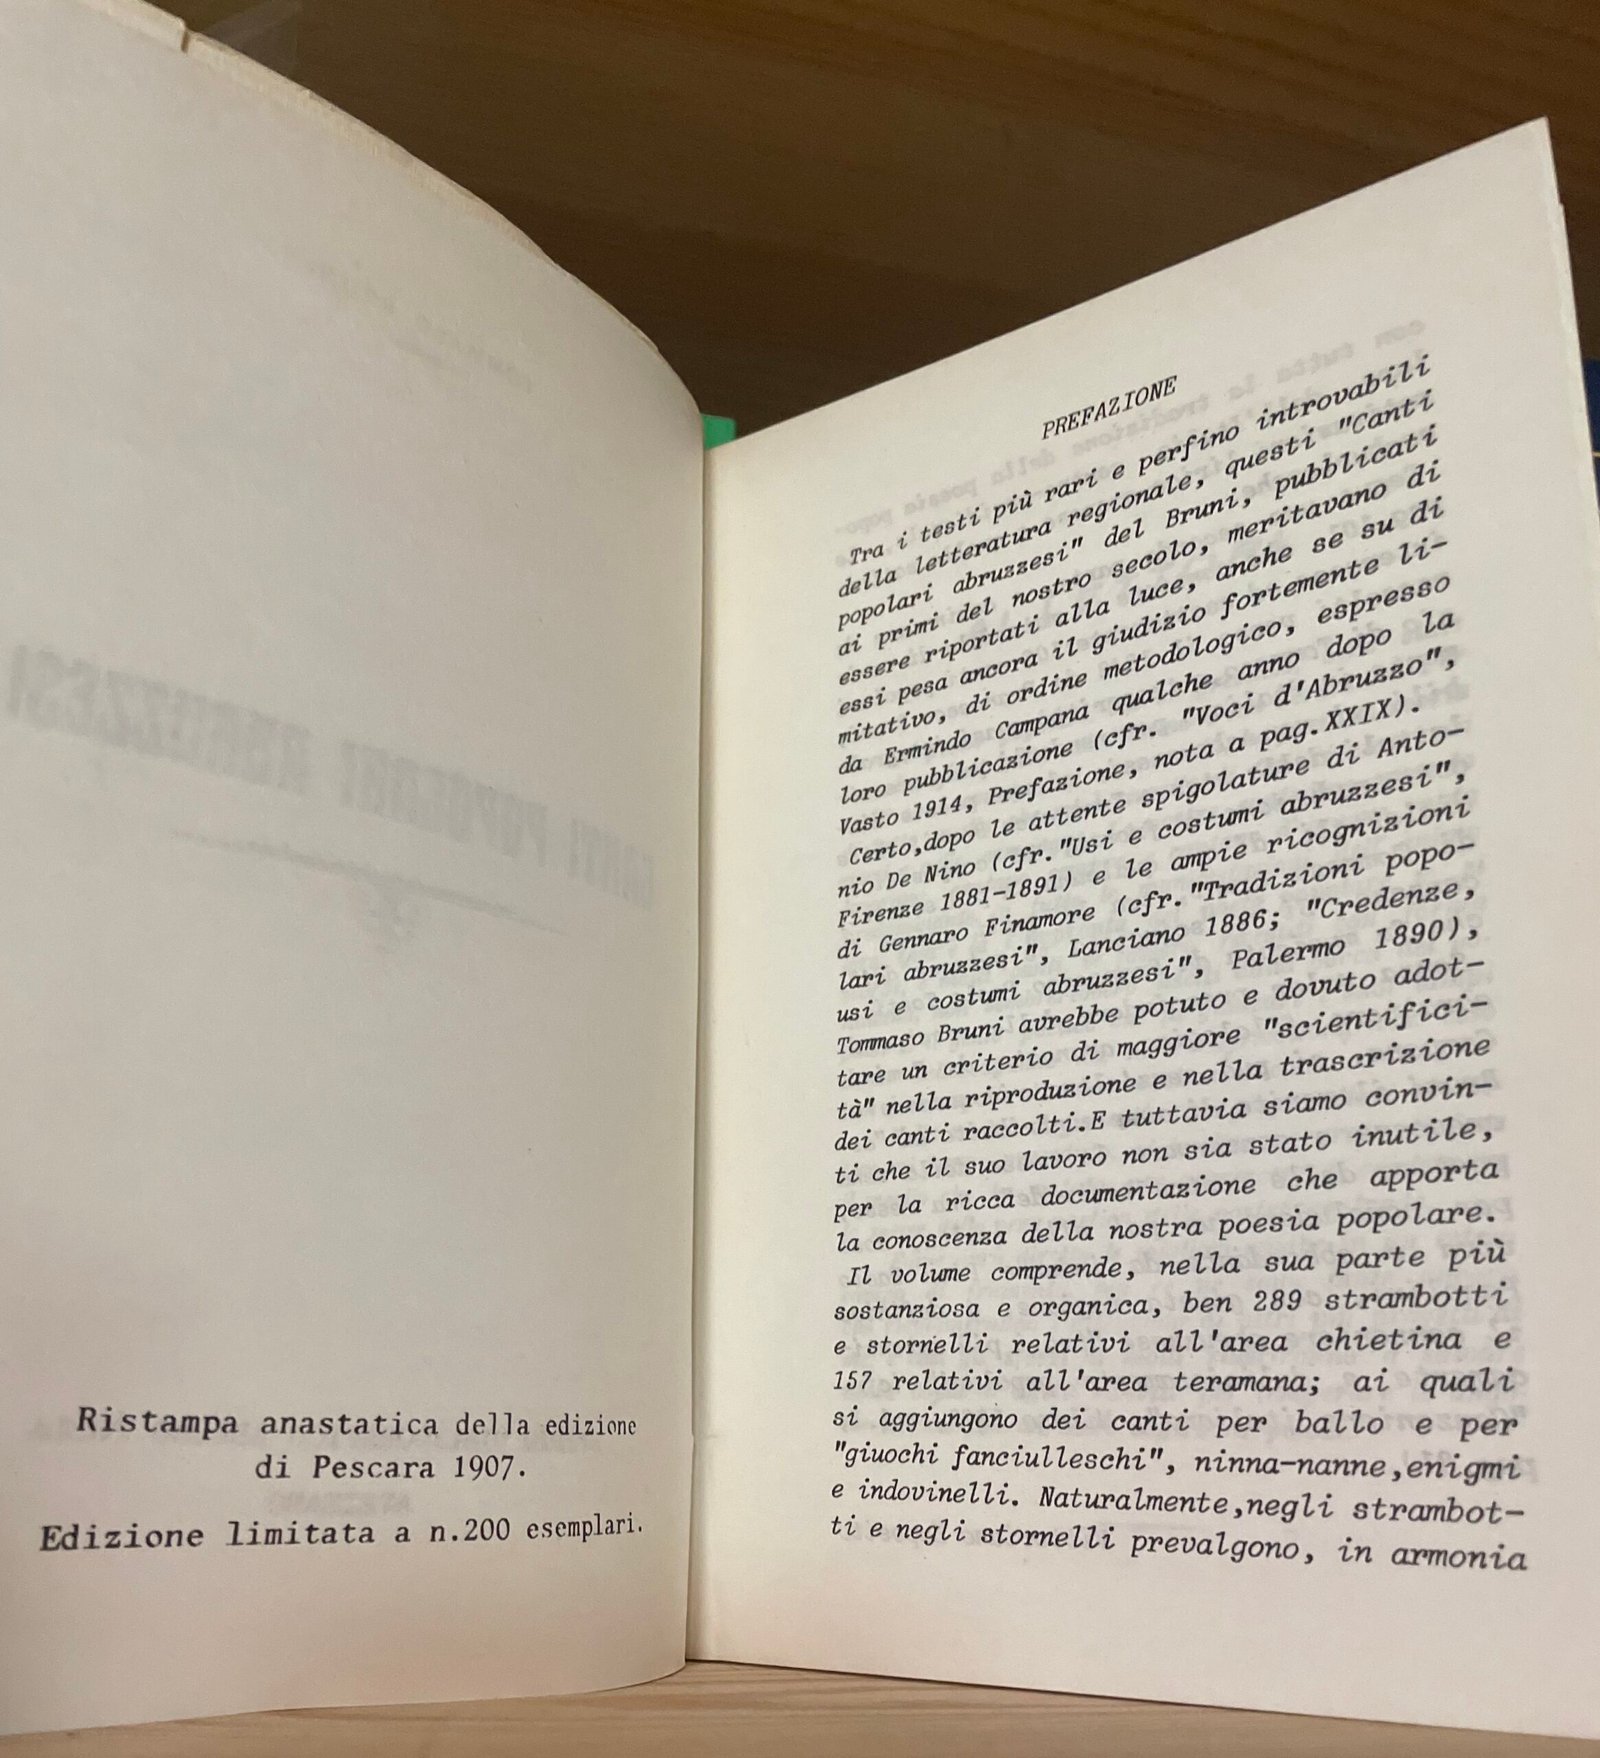 Ristampa anastatica della edizione
di Pescara 1907.
Edizione limitata a n.200 esemplari.
PREFAZIONE
Tra i testi più rari e perfino introvabili
della letteratura regionale, questi "Canti
popolari abruzzesi" del Bruni, pubblicati
ai primi del nostro secolo, meritavano di
essere riportati alla luce, anche se su di
essi pesa ancora il giudizio fortemente li-
mitativo, di ordine metodologico, espresso
da Ermindo Campana qualche anno dopo la
loro pubblicazione (cfr. "Voci d'Abruzzo",
Vasto 1914, Prefazione, nota a pag.XXIX).
Certo,dopo le attente spigolature di Anto-
nio De Nino (cfr."Usi e costumi abruzzesi",
Firenze 1881-1891) e le ampie ricognizioni
di Gennaro Finamore (cfr."Tradizioni popo-
lari abruzzesi", Lanciano 1886; "Credenze,
usi e costumi abruzzesi", Palermo 1890),
Tommaso Bruni avrebbe potuto e dovuto adot-
tare un criterio di maggiore "scientifici-
tà" nella riproduzione e nella trascrizione
dei canti raccolti.E tuttavia siamo convin-
ti che il suo lavoro non sia stato inutile,
per la ricca documentazione che apporta
la conoscenza della nostra poesia popolare.
Il volume comprende, nella sua parte più
sostanziosa e organica, ben 289 strambotti
e stornelli relativi all'area chietina e
157 relativi all'area teramana; ai quali
si aggiungono dei canti per ballo e per
"giuochi fanciulleschi", ninna-nanne,enigmi
e indovinelli. Naturalmente,negli strambot-
ti e negli stornelli prevalgono, in armonia